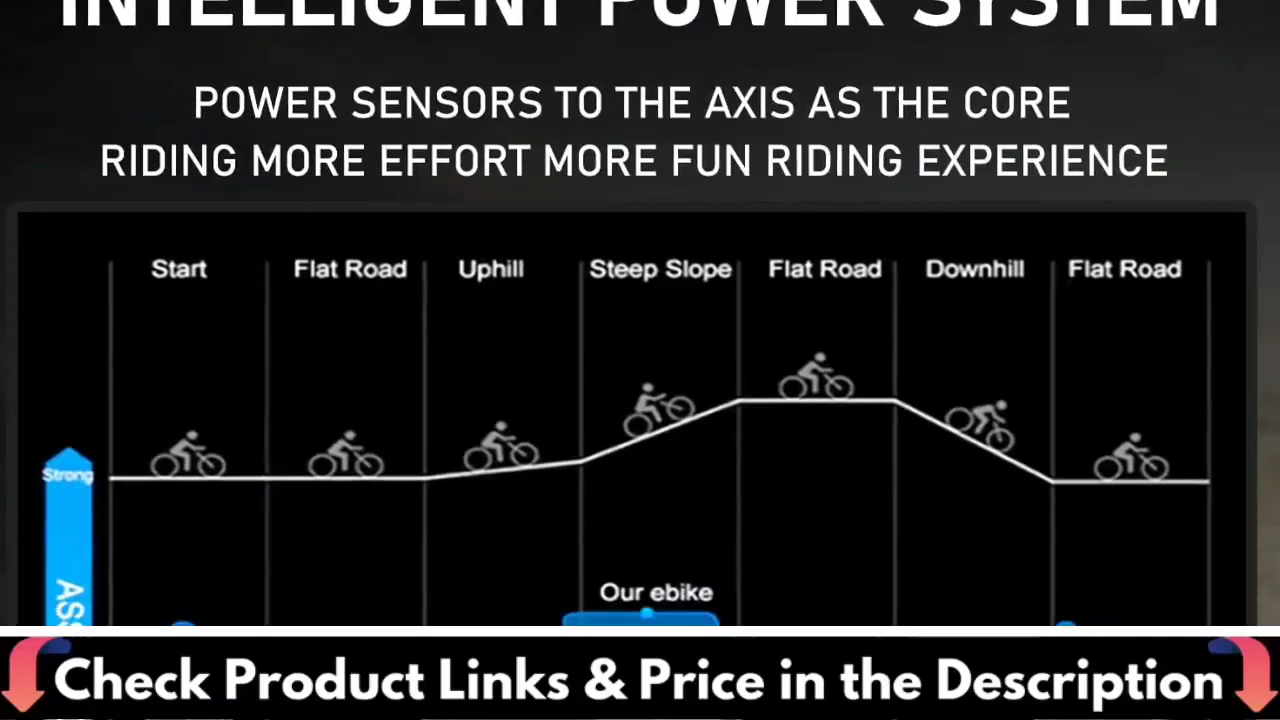 INTELLIGENT POWER SYSTEM
POWER SENSORS TO THE AXIS AS THE CORE
RIDING MORE EFFORT MORE FUN RIDING EXPERIENCE
Start Flat Road Uphill Steep Slope Flat Road Downhill Flat Road
Strong
ASS
Our ebike
Check Product Links & Price in the Description